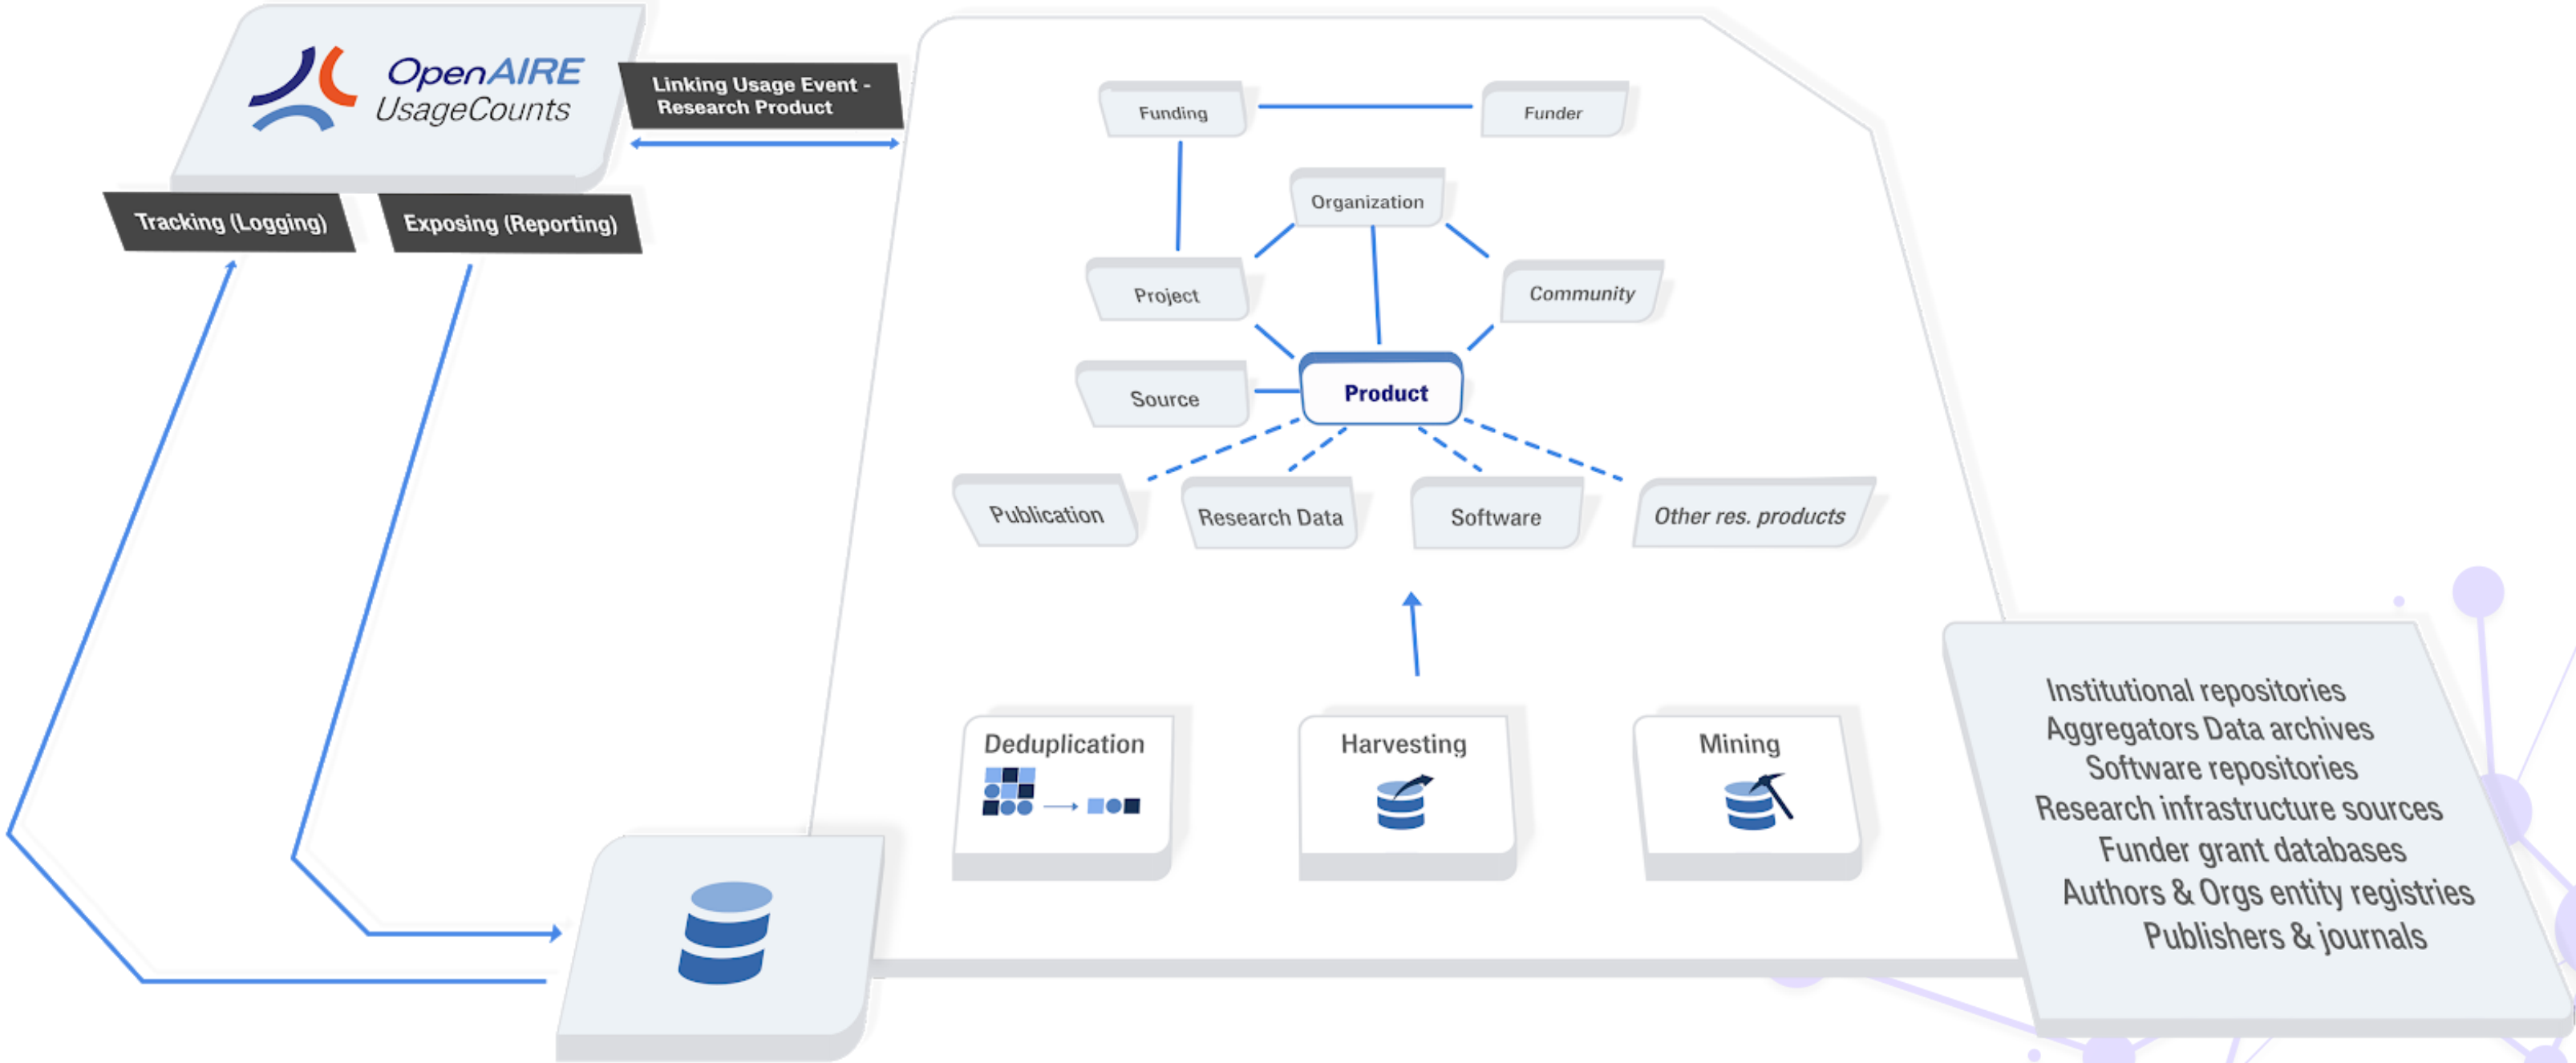 OpenAIRE
UsageCounts
Linking Usage Event -
Research Product
Tracking (Logging)
Exposing (Reporting)
Funding
Funder
Organization
Project
Community
Source
Product
Publication
Research Data
Software
Other res. products
Deduplication
Harvesting
Mining
Institutional repositories
Aggregators Data archives
Software repositories
Research infrastructure sources
Funder grant databases
Authors & Orgs entity registries
Publishers & journals